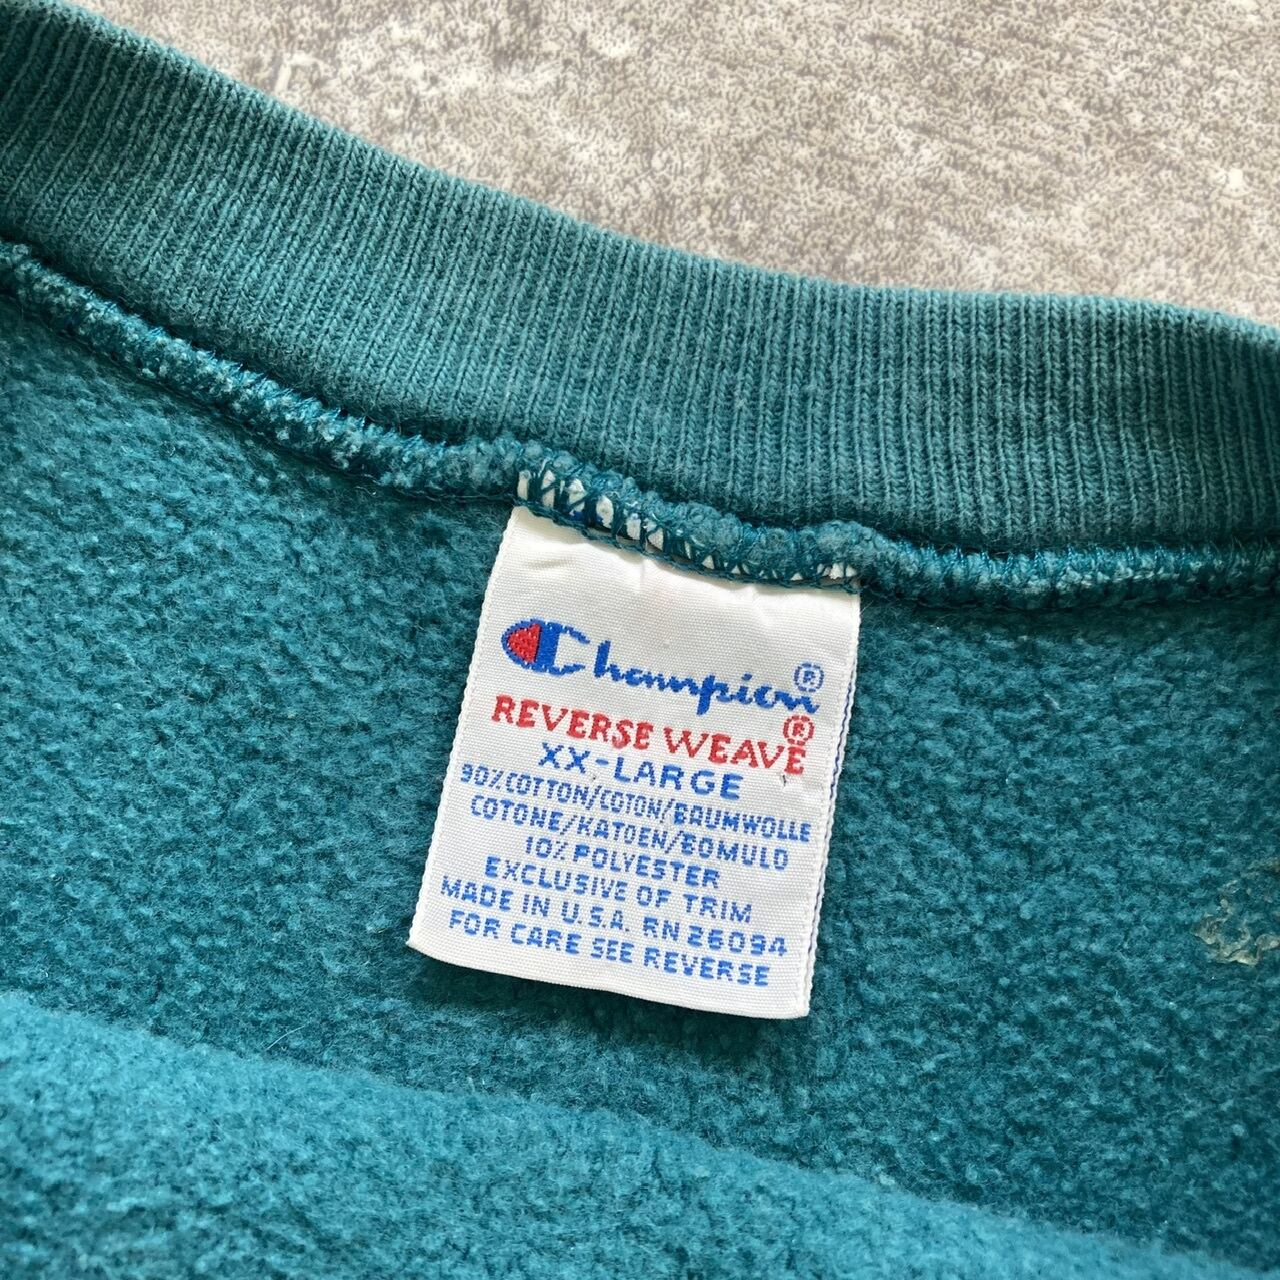 Champion®
REVERSE WEAVE®
XX-LARGE
90% COTTON/COTON/BAUMWOLLE
COTONE/KATOEN/BOMULD
10% POLYESTER
EXCLUSIVE OF TRIM
MADE IN U.S.A. RN 26094
FOR CARE SEE REVERSE